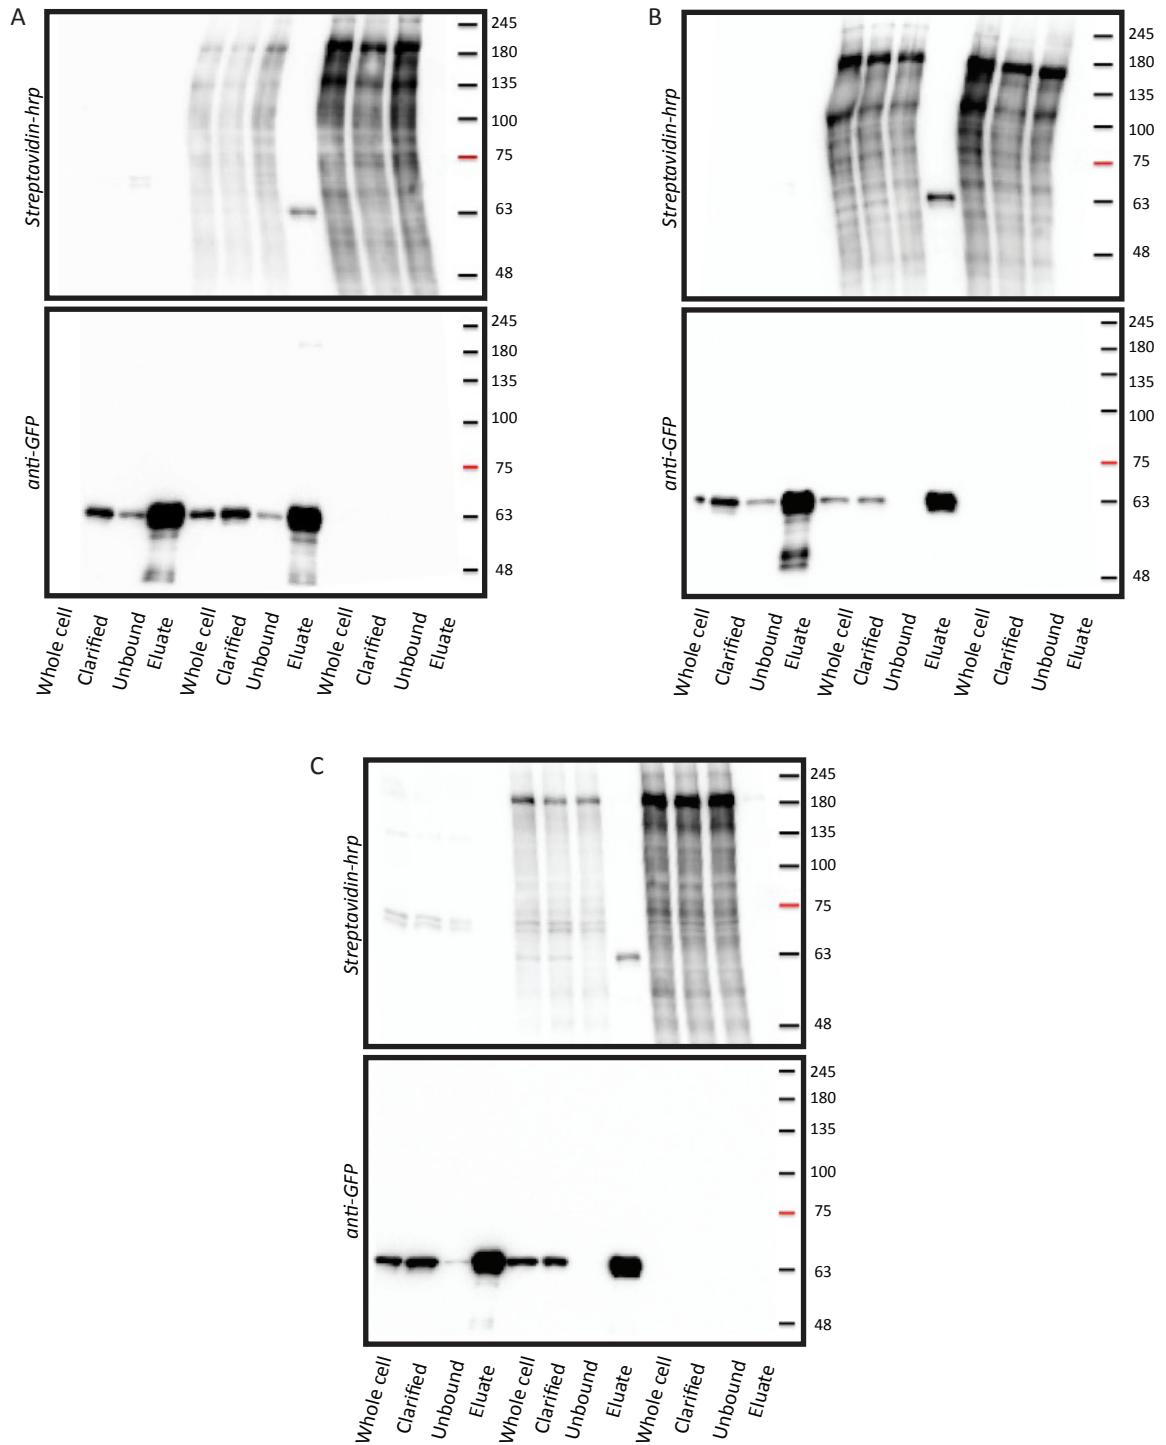 A
Streptavidin-hrp
245
180
135
100
75
63
48
anti-GFP
245
180
135
100
75
63
48
Whole cell
Clarified
Unbound
Eluate
Whole cell
Clarified
Unbound
Eluate
Whole cell
Clarified
Unbound
Eluate
B
Streptavidin-hrp
245
180
135
100
75
63
48
anti-GFP
245
180
135
100
75
63
48
Whole cell
Clarified
Unbound
Eluate
Whole cell
Clarified
Unbound
Eluate
Whole cell
Clarified
Unbound
Eluate
C
Streptavidin-hrp
245
180
135
100
75
63
48
anti-GFP
245
180
135
100
75
63
48
Whole cell
Clarified
Unbound
Eluate
Whole cell
Clarified
Unbound
Eluate
Whole cell
Clarified
Unbound
Eluate